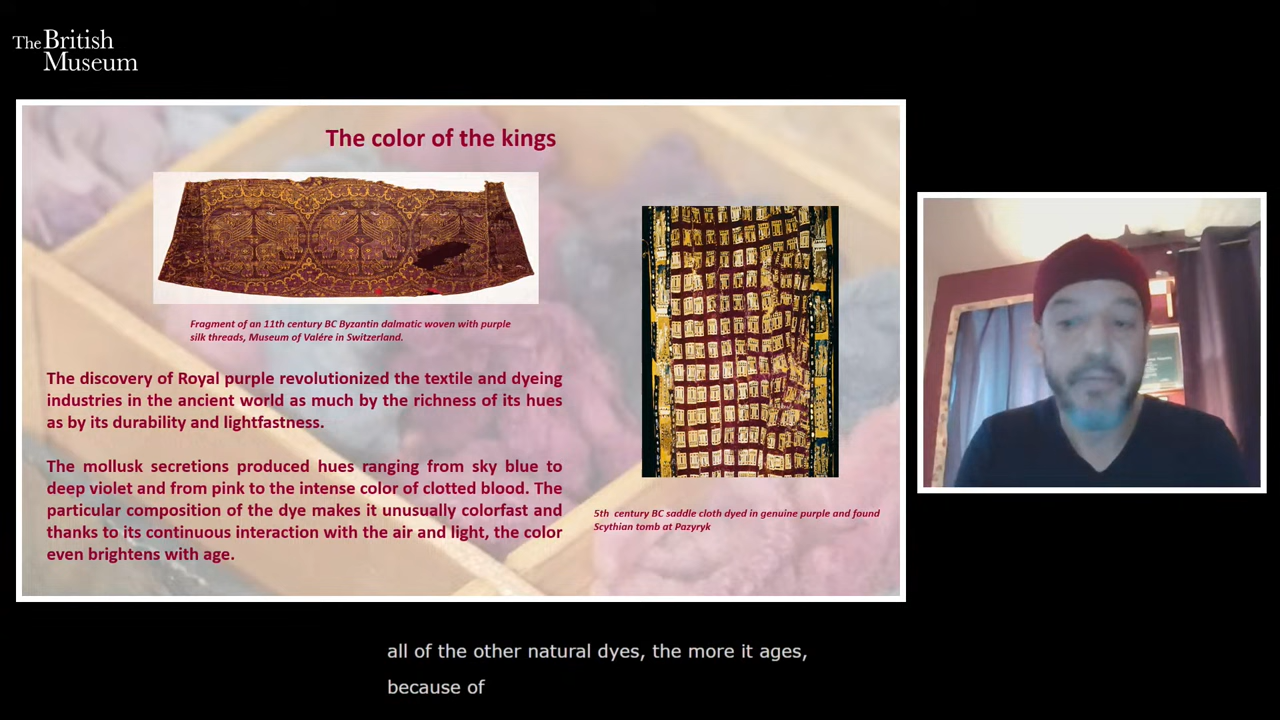 The British
Museum
The color of the kings
Fragment of an 11th century BC Byzantin dalmatic woven with purple
silk threads, Museum of Valére in Switzerland.
The discovery of Royal purple revolutionized the textile and dyeing
industries in the ancient world as much by the richness of its hues
as by its durability and lightfastness.
The mollusk secretions produced hues ranging from sky blue to
deep violet and from pink to the intense color of clotted blood. The
particular composition of the dye makes it unusually colorfast and
thanks to its continuous interaction with the air and light, the color
even brightens with age.
5th century BC saddle cloth dyed in genuine purple and found
Scythian tomb at Pazyryk
all of the other natural dyes, the more it ages,
because of